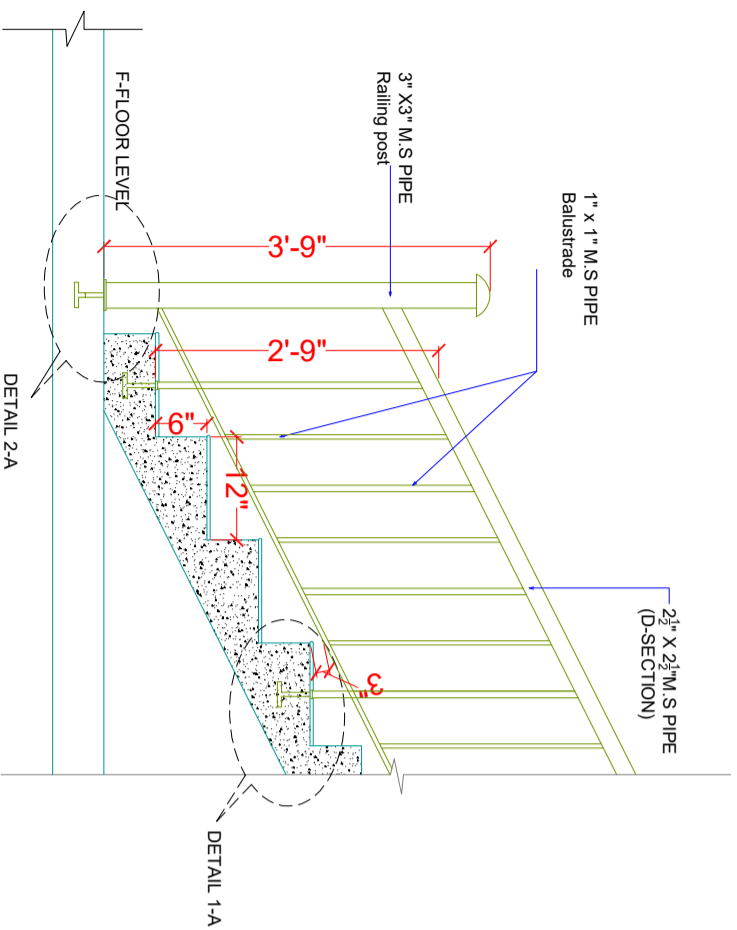 3" X3" M.S PIPE
Railing post
1" x 1" M.S PIPE
Balustrade
2½" X 2½"M.S PIPE
(D-SECTION)
F-FLOOR LEVEL
3'-9"
2'-9"
6"
12"
3"
DETAIL 2-A
DETAIL 1-A